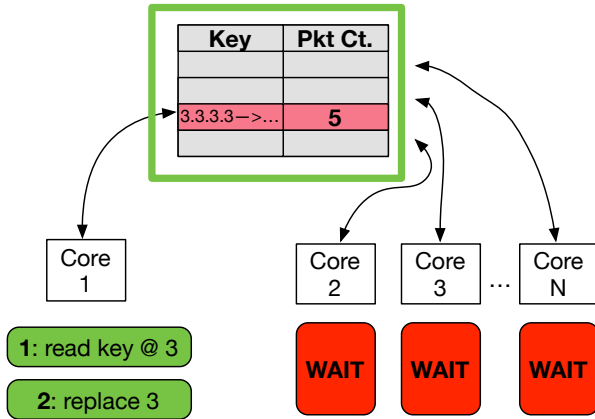 Key Pkt Ct.
3.3.3.3—>... 5
Core Core Core ... Core
1 2 3 N
1: read key @ 3
2: replace 3
WAIT WAIT WAIT